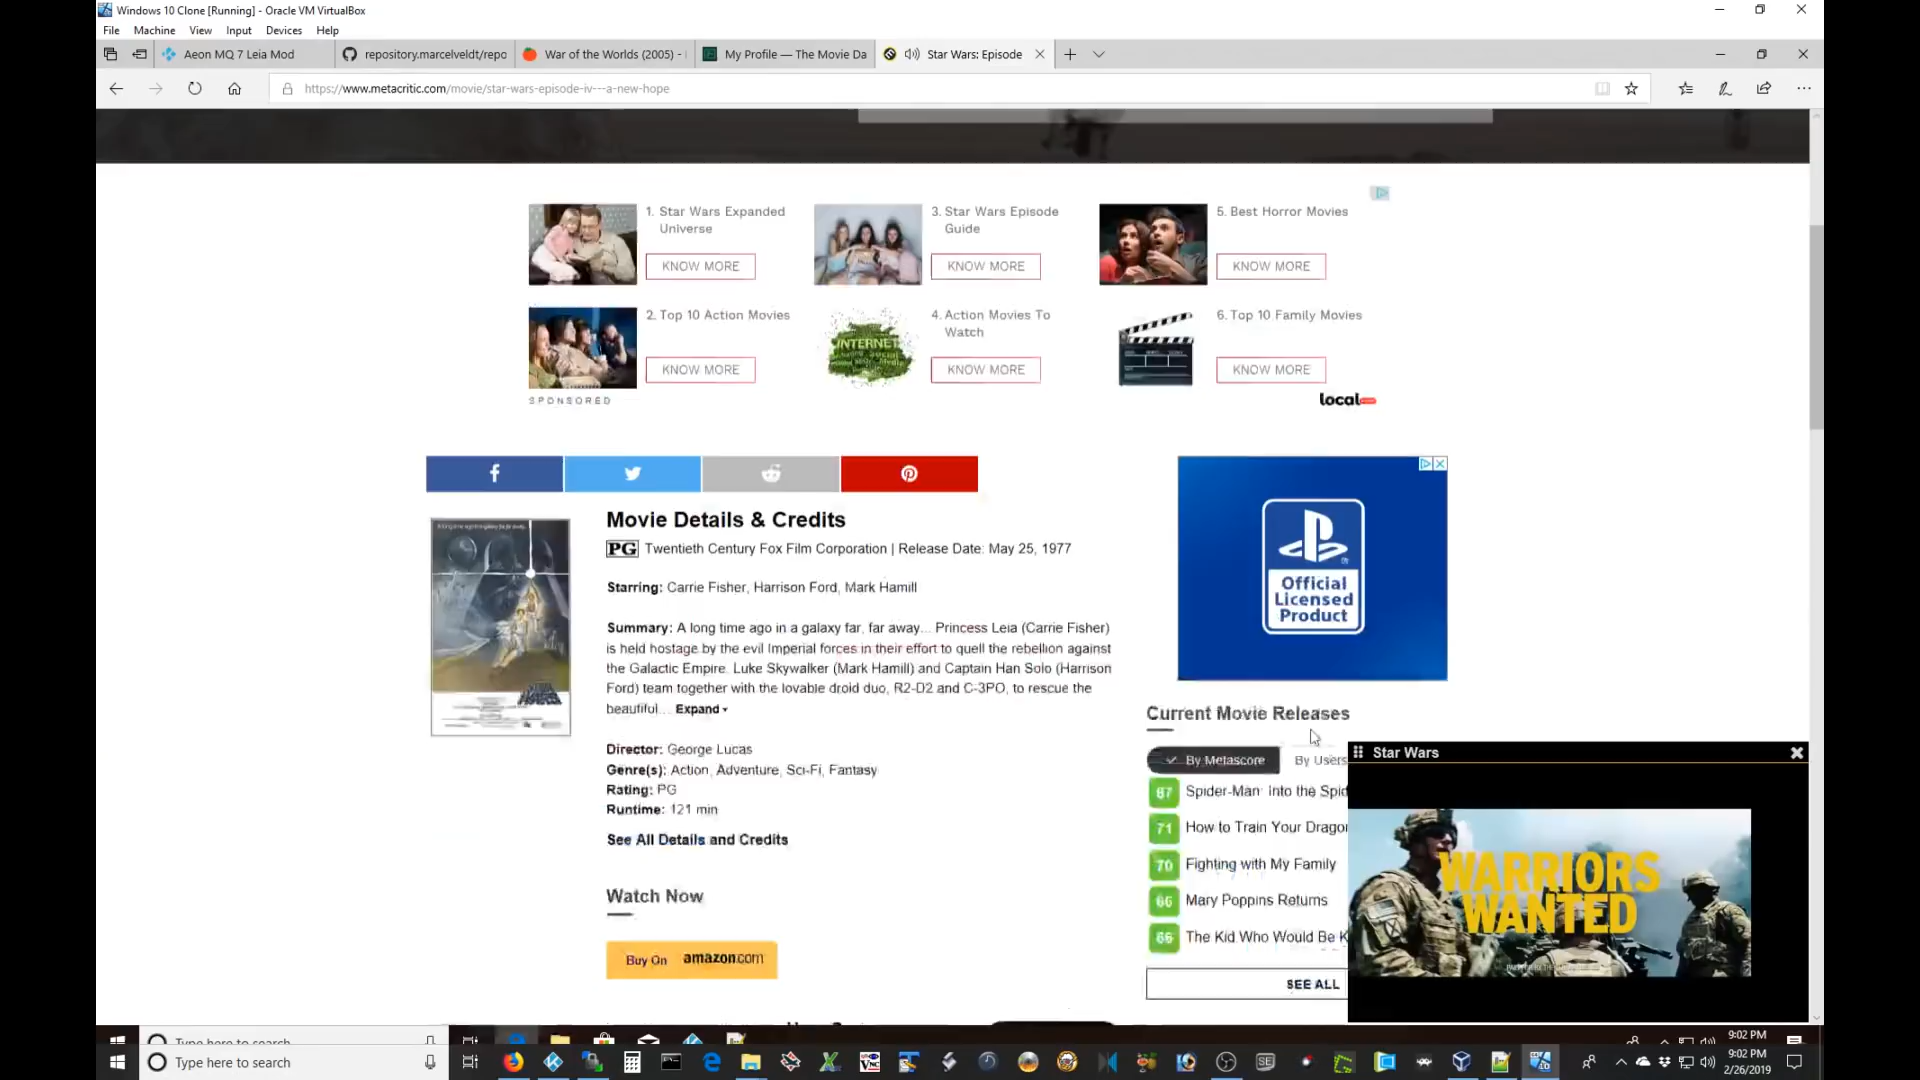 Windows 10 Clone [Running] - Oracle VM VirtualBox
File Machine View Input Devices Help
Aeon MQ 7 Leia Mod
repository.marcelveldt/repo
War of the Worlds (2005) -
My Profile — The Movie Da
Star Wars: Episode
https://www.metacritic.com/movie/star-wars-episode-iv---a-new-hope
1. Star Wars Expanded
Universe
KNOW MORE
3. Star Wars Episode
Guide
KNOW MORE
5. Best Horror Movies
KNOW MORE
2. Top 10 Action Movies
KNOW MORE
INTERNET
4. Action Movies To
Watch
KNOW MORE
6. Top 10 Family Movies
KNOW MORE
SPONSORED
local
Movie Details & Credits
PG Twentieth Century Fox Film Corporation | Release Date: May 25, 1977
Starring: Carrie Fisher, Harrison Ford, Mark Hamill
Summary: A long time ago in a galaxy far, far away... Princess Leia (Carrie Fisher)
is held hostage by the evil Imperial forces in their effort to quell the rebellion against
the Galactic Empire. Luke Skywalker (Mark Hamill) and Captain Han Solo (Harrison
Ford) team together with the lovable droid duo, R2-D2 and C-3PO, to rescue the
beautiful... Expand
Director: George Lucas
Genre(s): Action, Adventure, Sci-Fi, Fantasy
Rating: PG
Runtime: 121 min
See All Details and Credits
Watch Now
Buy On amazon.com
Official
Licensed
Product
Current Movie Releases
By Metascore By Users
87 Spider-Man: Into the Spid
71 How to Train Your Dragon
70 Fighting with My Family
66 Mary Poppins Returns
66 The Kid Who Would Be K
SEE ALL
Star Wars
WARRIORS
WANTED
Type here to search
9:02 PM
Type here to search
9:02 PM
2/26/2019